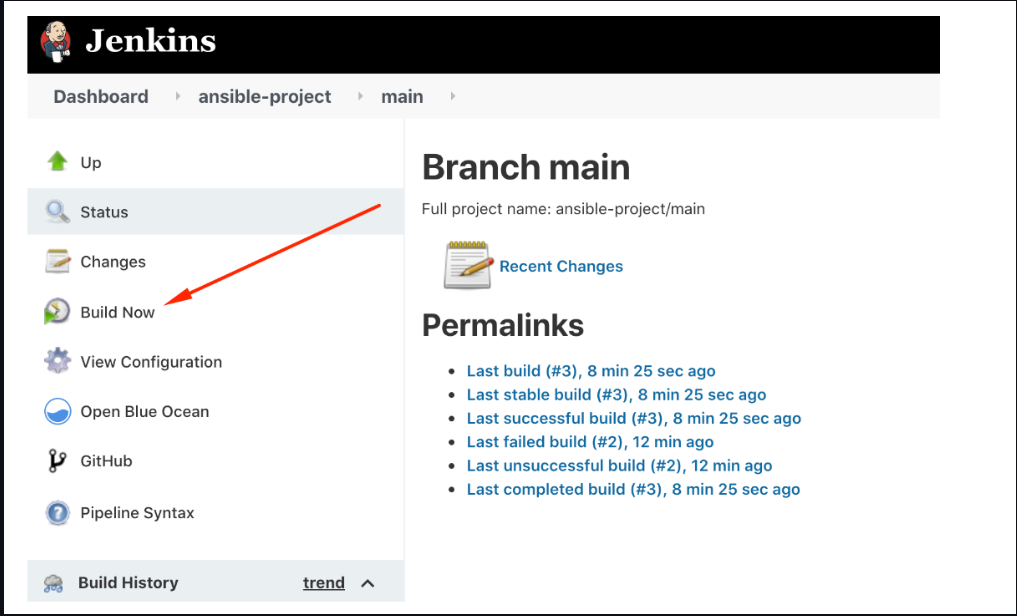 Jenkins
Dashboard ansible-project main
Up
Status
Changes
Build Now
View Configuration
Open Blue Ocean
GitHub
Pipeline Syntax
Build History trend
Branch main
Full project name: ansible-project/main
Recent Changes
Permalinks
Last build (#3), 8 min 25 sec ago
Last stable build (#3), 8 min 25 sec ago
Last successful build (#3), 8 min 25 sec ago
Last failed build (#2), 12 min ago
Last unsuccessful build (#2), 12 min ago
Last completed build (#3), 8 min 25 sec ago